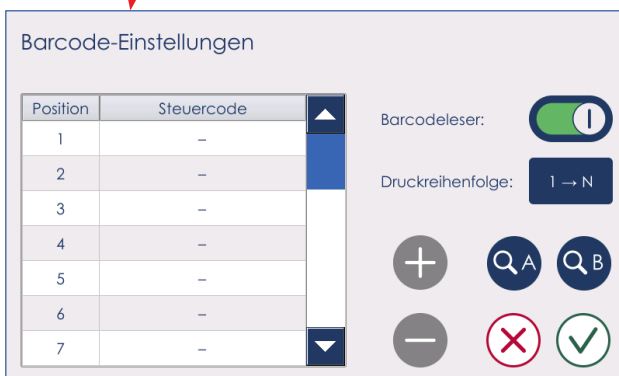 Barcode-Einstellungen
Position Steuercode
1 –
2 –
3 –
4 –
5 –
6 –
7 –
Barcodeleser: I
Druckreihenfolge: 1 → N
A B